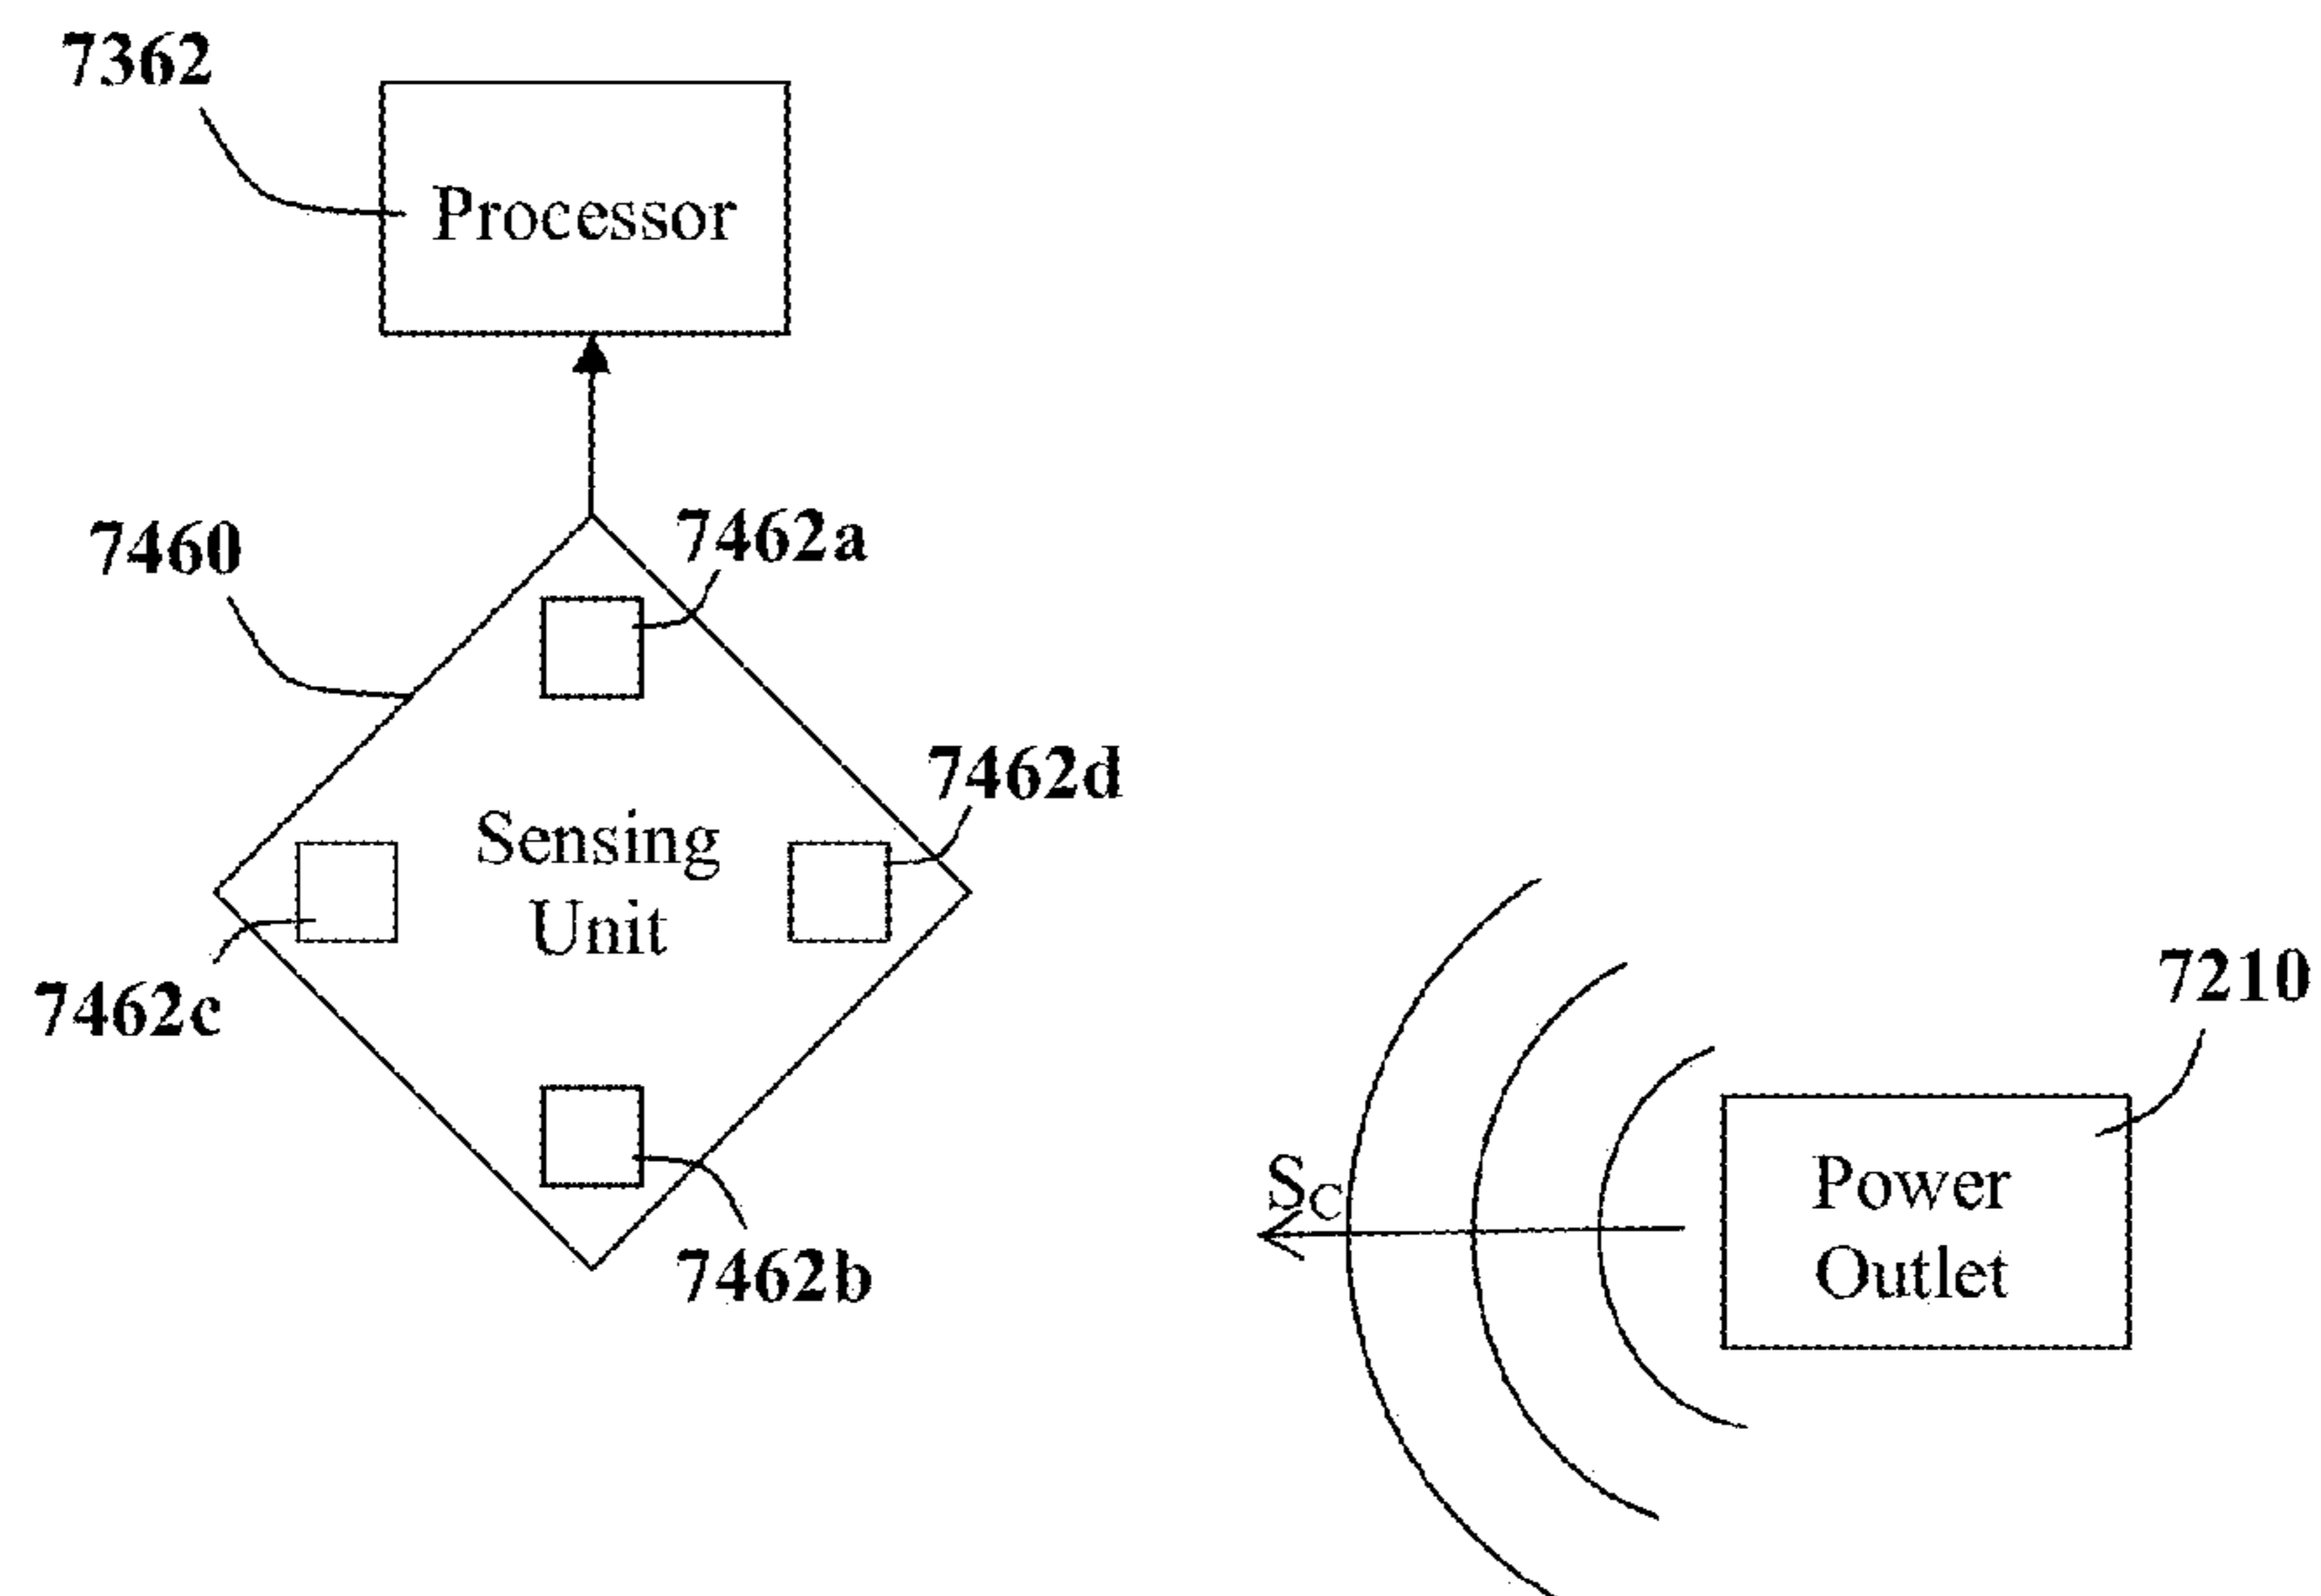 7362
Processor
7460
7462a
7462d
Sensing
Unit
7462c
7462b
7210
SC
Power
Outlet